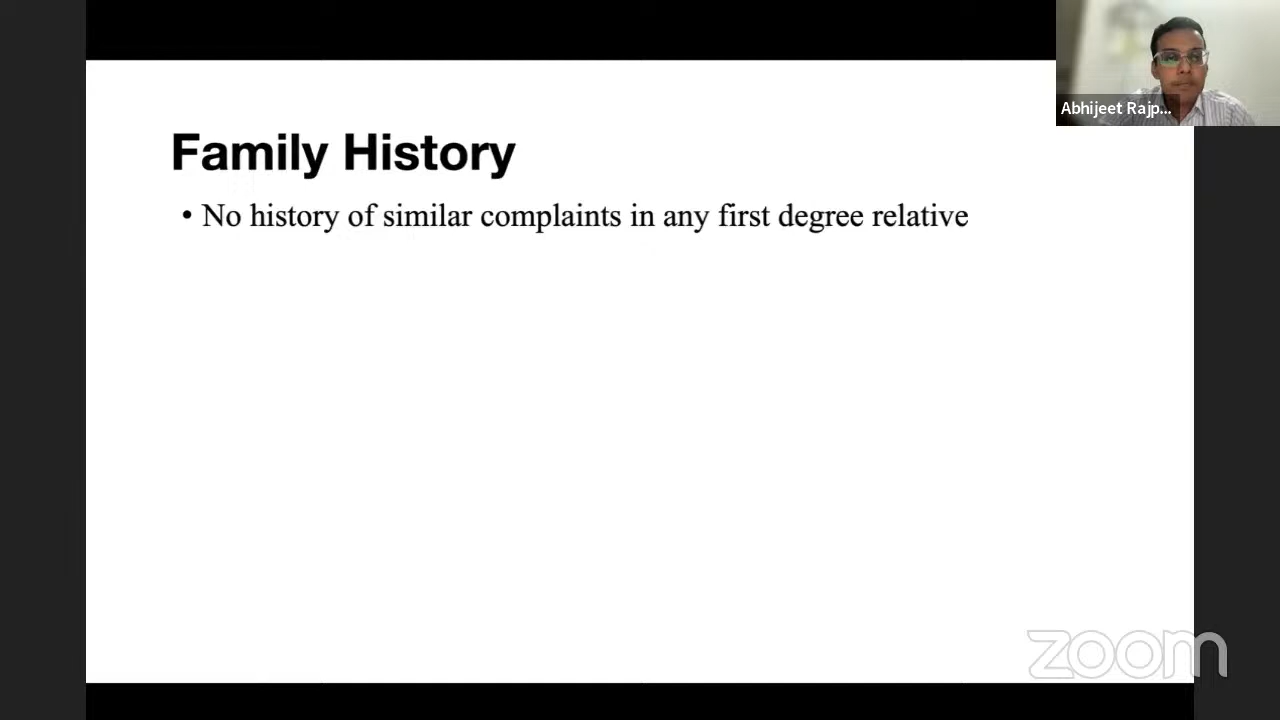 Abhijeet Rajp...
Family History
• No history of similar complaints in any first degree relative
zoom